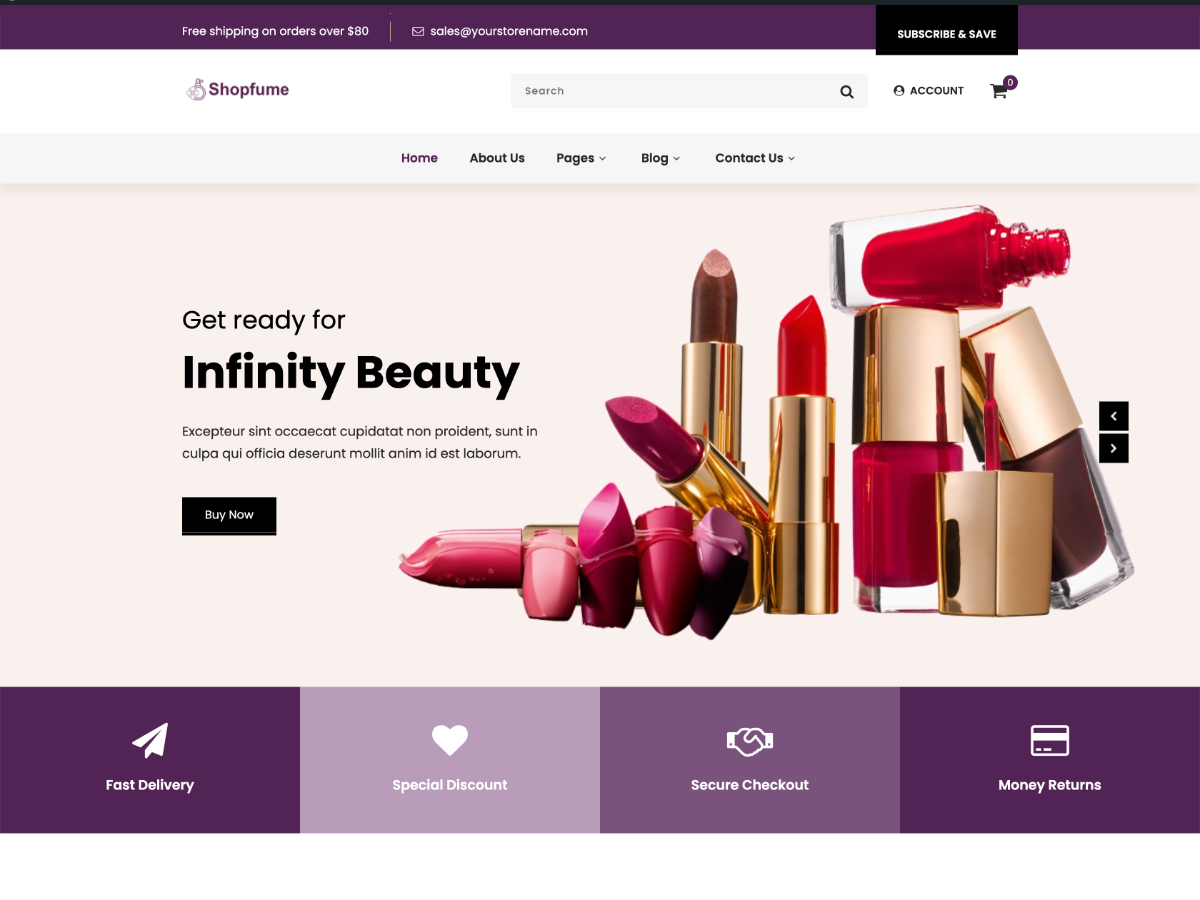 Free shipping on orders over $80
sales@yourstorename.com
SUBSCRIBE & SAVE
Shopfume
Search
ACCOUNT
0
Home
About Us
Pages
Blog
Contact Us
Get ready for
Infinity Beauty
Excepteur sint occaecat cupidatat non proident, sunt in
culpa qui officia deserunt mollit anim id est laborum.
Buy Now
Fast Delivery
Special Discount
Secure Checkout
Money Returns